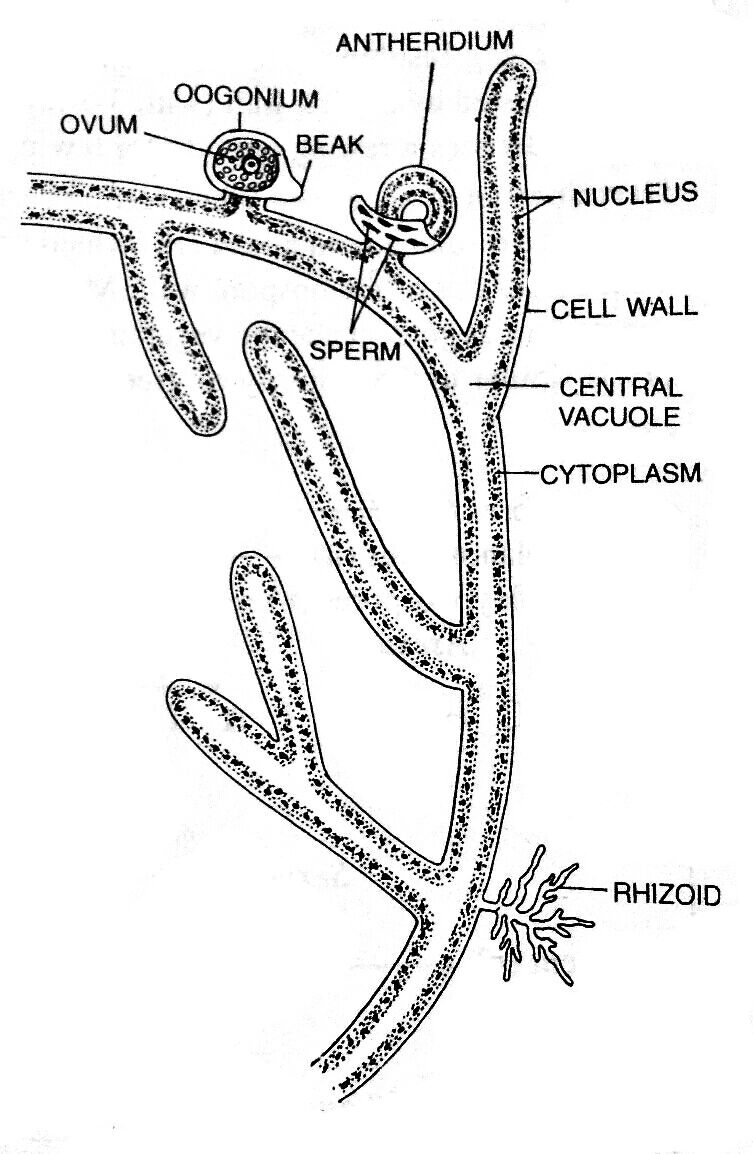 ANTHERIDIUM
OOGONIUM
OVUM
BEAK
NUCLEUS
SPERM
CELL WALL
CENTRAL
VACUOLE
CYTOPLASM
RHIZOID